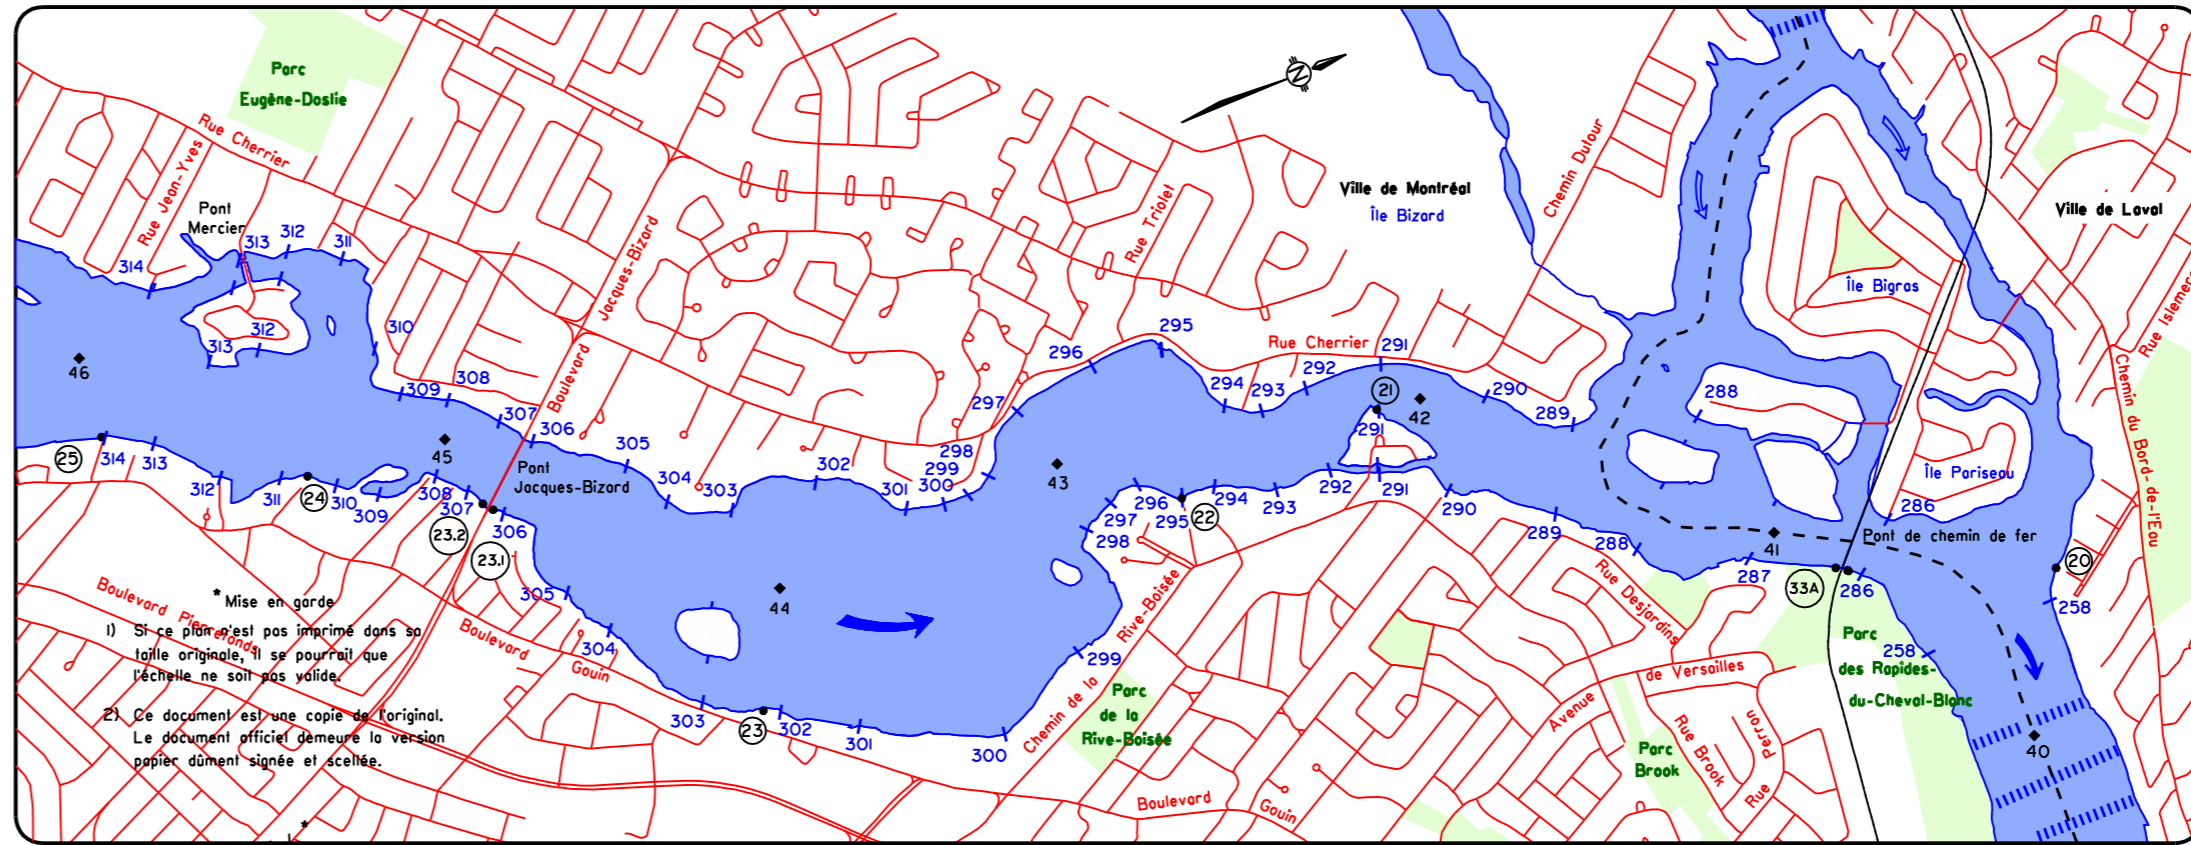 Parc
Eugène-Dostie
Rue Cherrier
Rue Jean-Yves
Pont
Mercier
313
312
311
314
312
313
310
309
308
307
306
305
304
303
302
301
300
299
298
297
296
295
294
293
292
291
290
289
288
Boulevard
Jacques-Bizard
Rue Triolet
N
Ville de Montréal
Île Bizard
Chemin Dutour
Rue Cherrier
Île Bigras
Ville de Laval
Rue Islemere
Chemin du Bord-de-l'Eau
Île Pariseau
286
Pont de chemin de fer
46
45
44
43
42
41
40
Pont
Jacques-Bizard
25
314
313
312
311
24
310
309
308
307
23.2
23.1
306
305
304
303
23
302
301
300
299
298
297
296
295
22
294
293
292
291
21
291
290
289
288
287
33A
286
258
20
258
Boulevard Pierrefonds
Boulevard
Gouin
Chemin de la Rive-Boisée
Parc
de la
Rive-Boisée
Boulevard
Gouin
Rue Desjardins
Avenue
de Versailles
Rue Brook
Rue
Perron
Parc
Brook
Parc
des Rapides-
du-Cheval-Blanc
* Mise en garde
1) Si ce plan n'est pas imprimé dans sa
taille originale, il se pourrait que
l'échelle ne soit pas valide.
2) Ce document est une copie de l'original.
Le document officiel demeure la version
papier dûment signée et scellée.
*